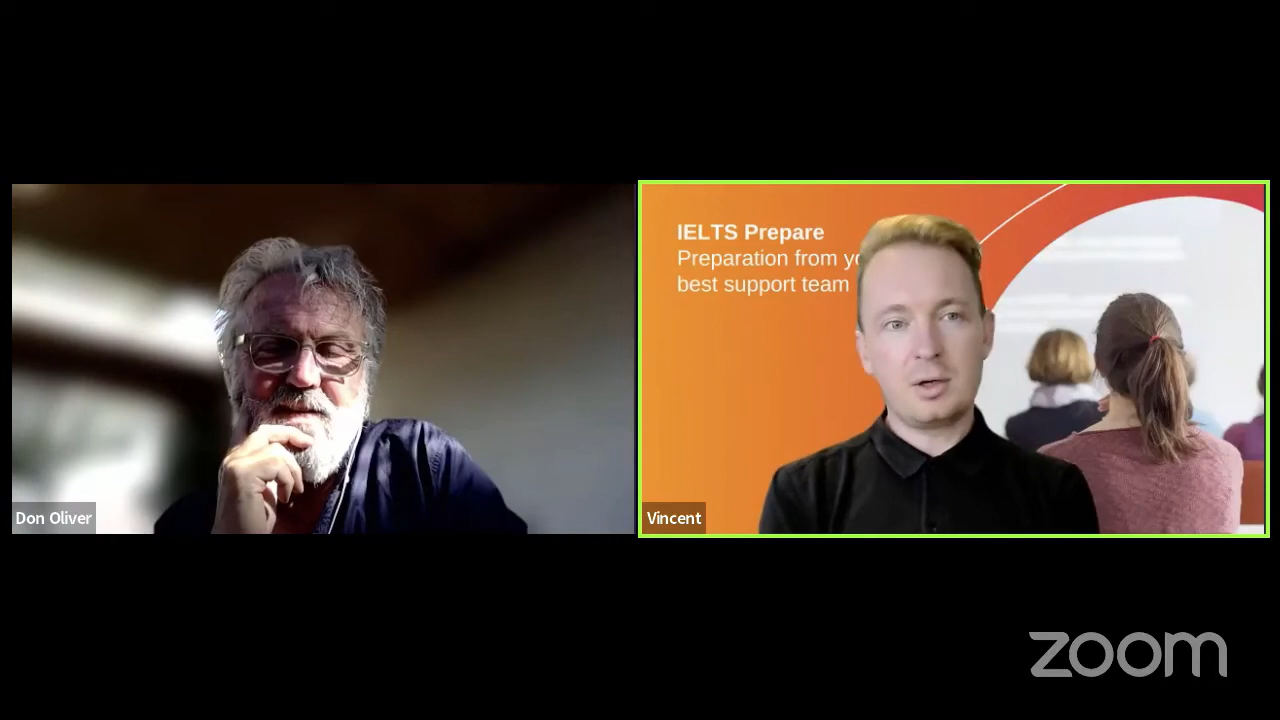 IELTS Prepare
Preparation from yo
best support team
Don Oliver
Vincent
zoom